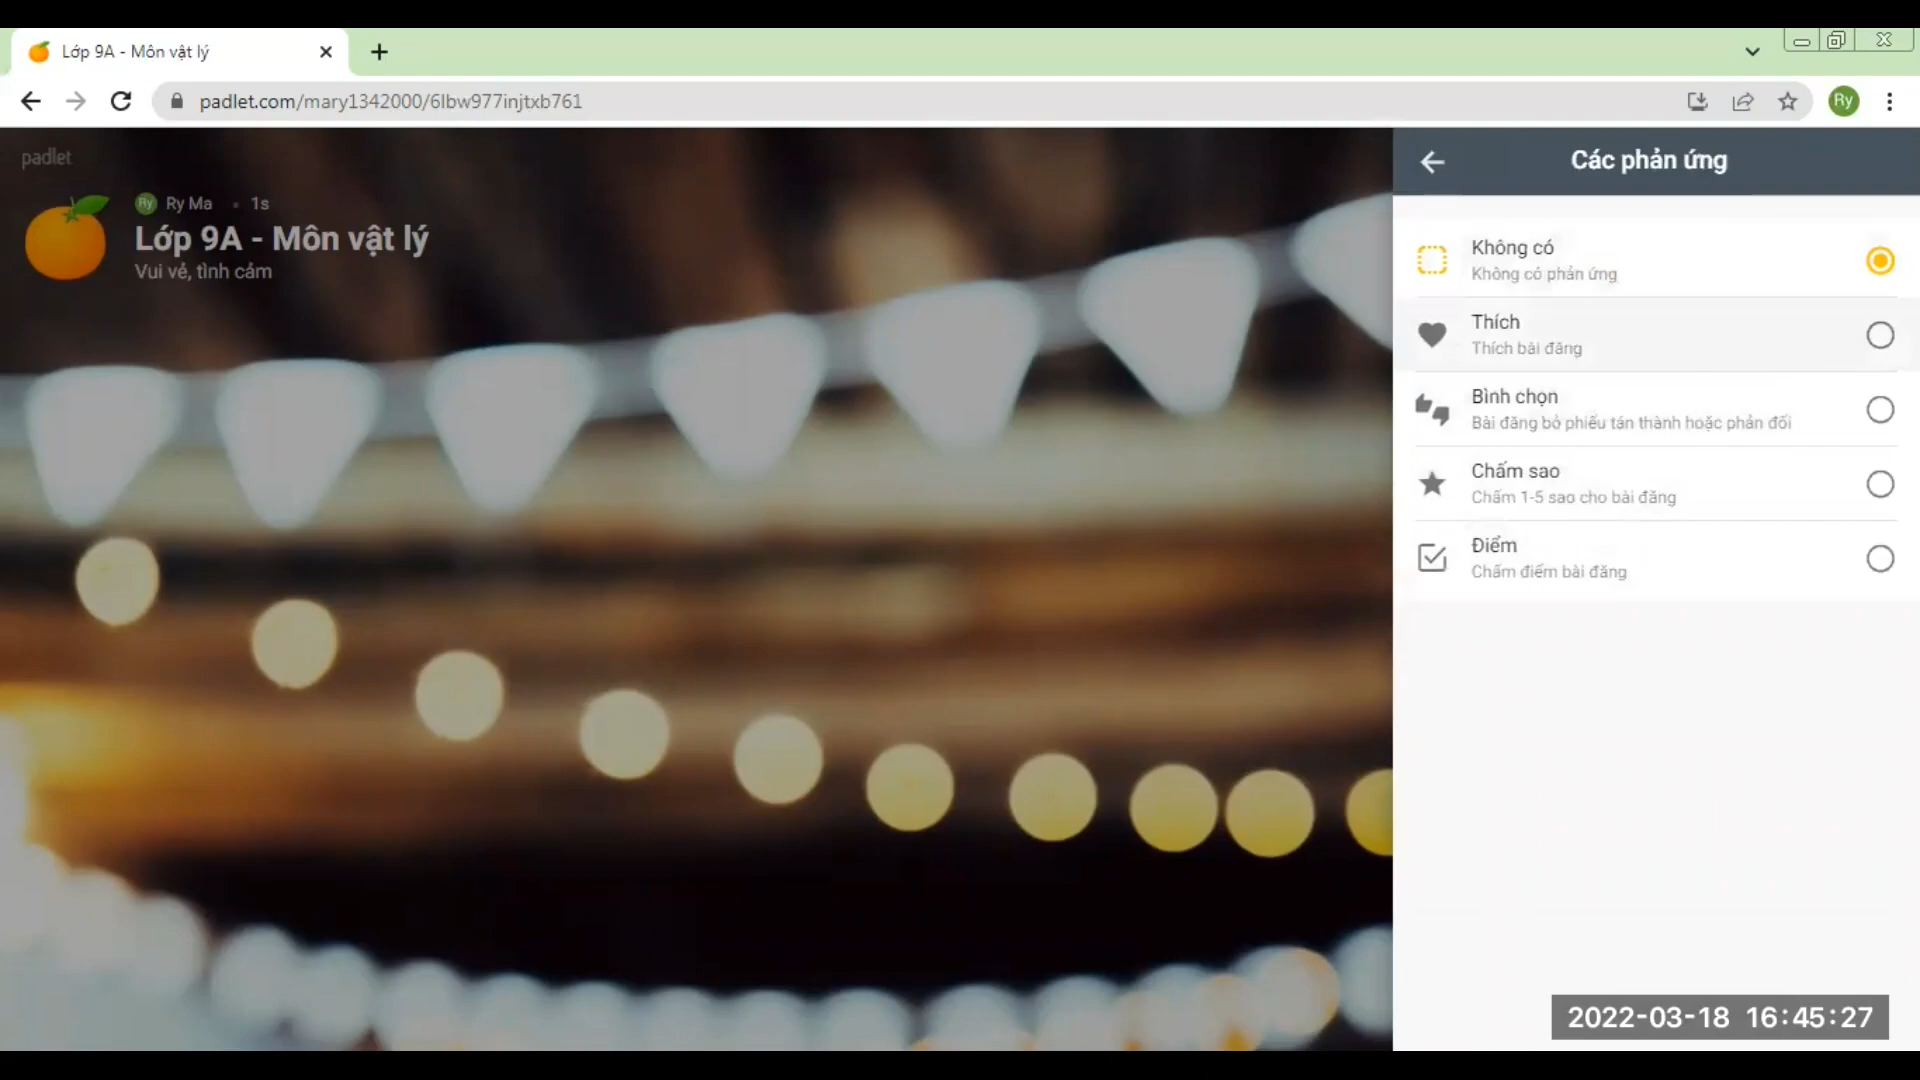 Lớp 9A - Môn vật lý
padlet.com/mary1342000/6lbw977injtxb761
Ry
padlet
Ry Ry Ma • 1s
Lớp 9A - Môn vật lý
Vui vẻ, tình cảm
Các phản ứng
Không có
Không có phản ứng
Thích
Thích bài đăng
Bình chọn
Bài đăng bỏ phiếu tán thành hoặc phản đối
Chấm sao
Chấm 1-5 sao cho bài đăng
Điểm
Chấm điểm bài đăng
2022-03-18 16:45:27